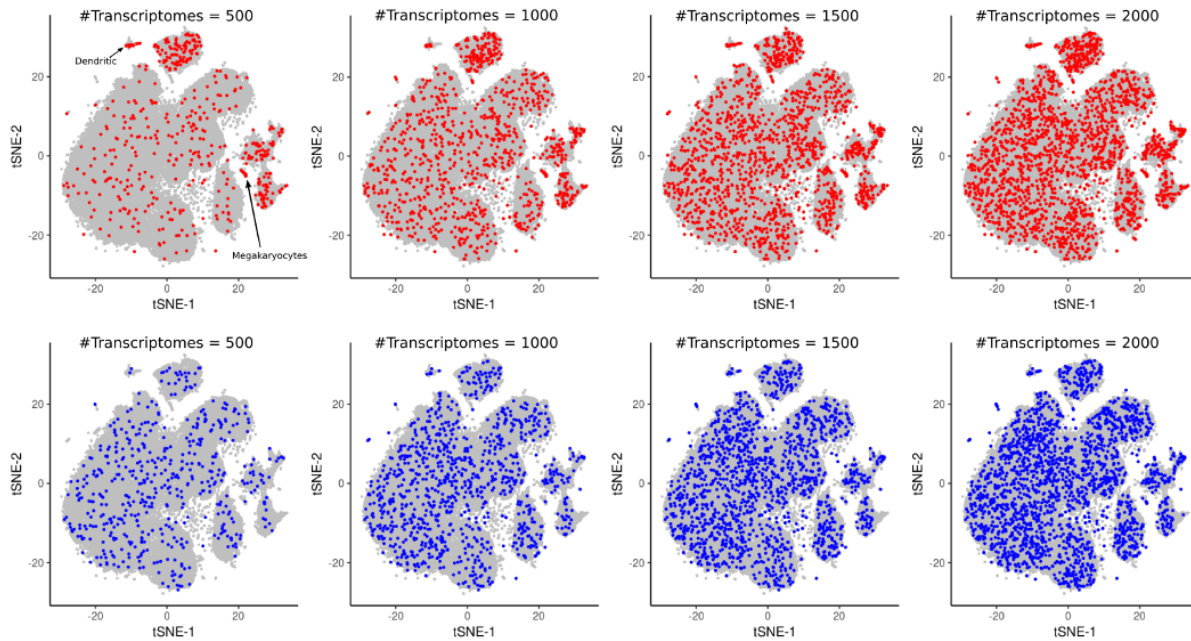 #Transcriptomes = 500
Dendritic
20
0
-20
tSNE-2
Megakaryocytes
-20
0
20
tSNE-1
#Transcriptomes = 1000
20
0
-20
tSNE-2
-20
0
20
tSNE-1
#Transcriptomes = 1500
20
0
-20
tSNE-2
-20
0
20
tSNE-1
#Transcriptomes = 2000
20
0
-20
tSNE-2
-20
0
20
tSNE-1
#Transcriptomes = 500
20
0
-20
tSNE-2
-20
0
20
tSNE-1
#Transcriptomes = 1000
20
0
-20
tSNE-2
-20
0
20
tSNE-1
#Transcriptomes = 1500
20
0
-20
tSNE-2
-20
0
20
tSNE-1
#Transcriptomes = 2000
20
0
-20
tSNE-2
-20
0
20
tSNE-1